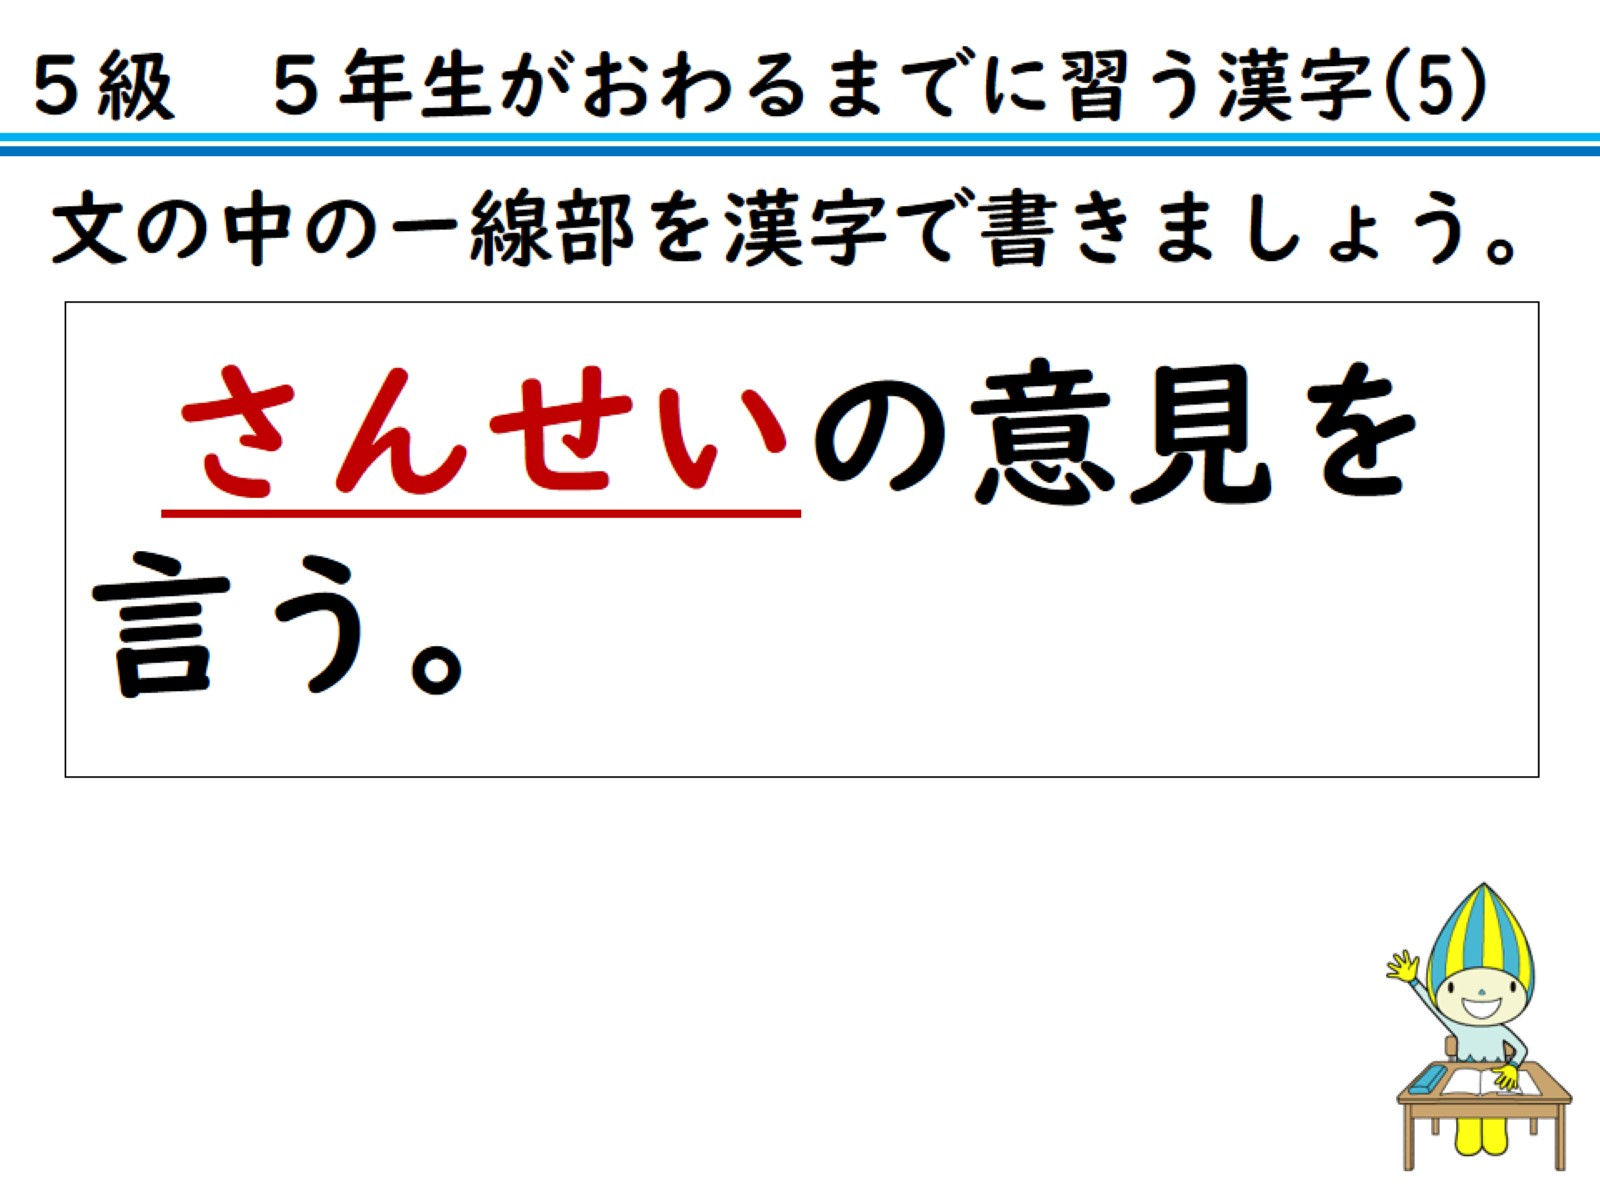 ５級　５年生がおわるまでに習う漢字(5)
文の中の―線部を漢字で書きましょう。
さんせいの意見を
言う。